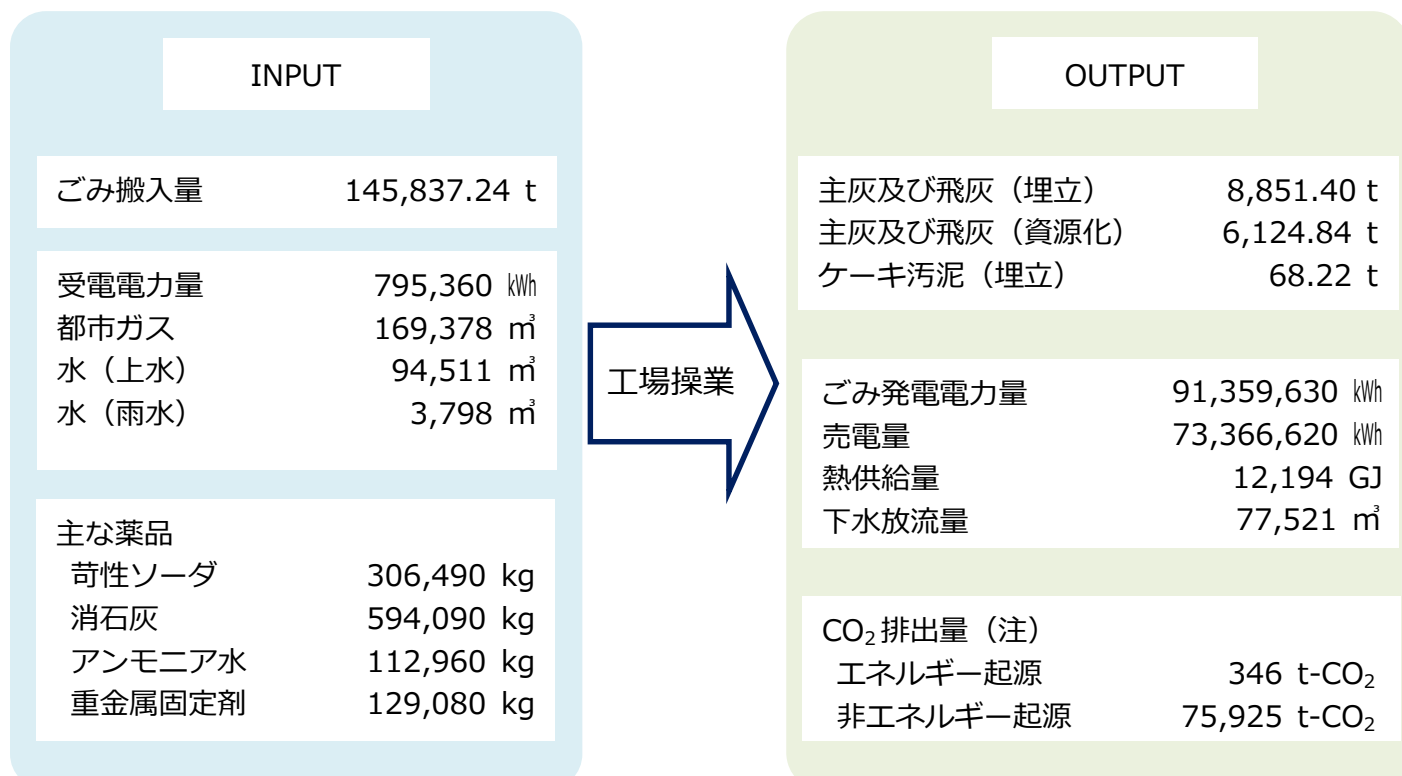 INPUT
ごみ搬入量 145,837.24 t
受電電力量 795,360 ㎾h
都市ガス 169,378 ㎥
水（上水） 94,511 ㎥
水（雨水） 3,798 ㎥
主な薬品
苛性ソーダ 306,490 kg
消石灰 594,090 kg
アンモニア水 112,960 kg
重金属固定剤 129,080 kg
工場操業
OUTPUT
主灰及び飛灰（埋立） 8,851.40 t
主灰及び飛灰（資源化） 6,124.84 t
ケーキ汚泥（埋立） 68.22 t
ごみ発電電力量 91,359,630 ㎾h
売電量 73,366,620 ㎾h
熱供給量 12,194 GJ
下水放流量 77,521 ㎥
CO₂排出量（注）
エネルギー起源 346 t-CO₂
非エネルギー起源 75,925 t-CO₂